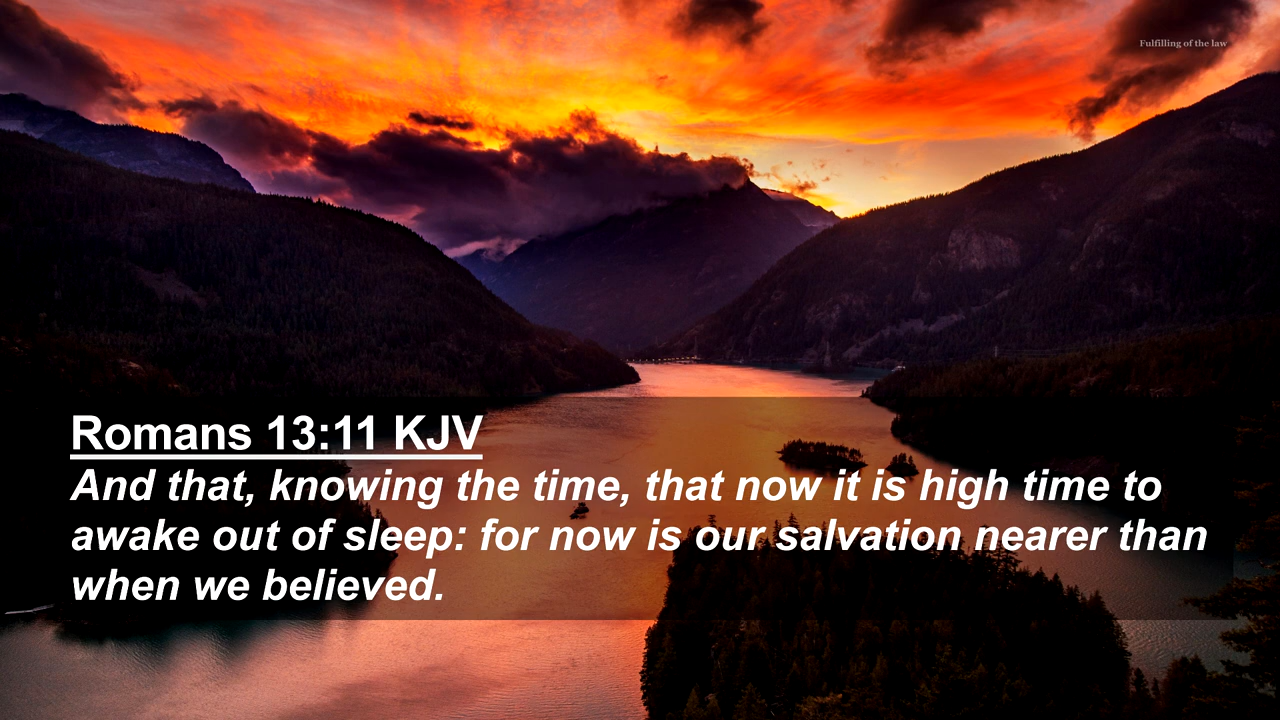 Fulfilling of the law
Romans 13:11 KJV
And that, knowing the time, that now it is high time to
awake out of sleep: for now is our salvation nearer than
when we believed.